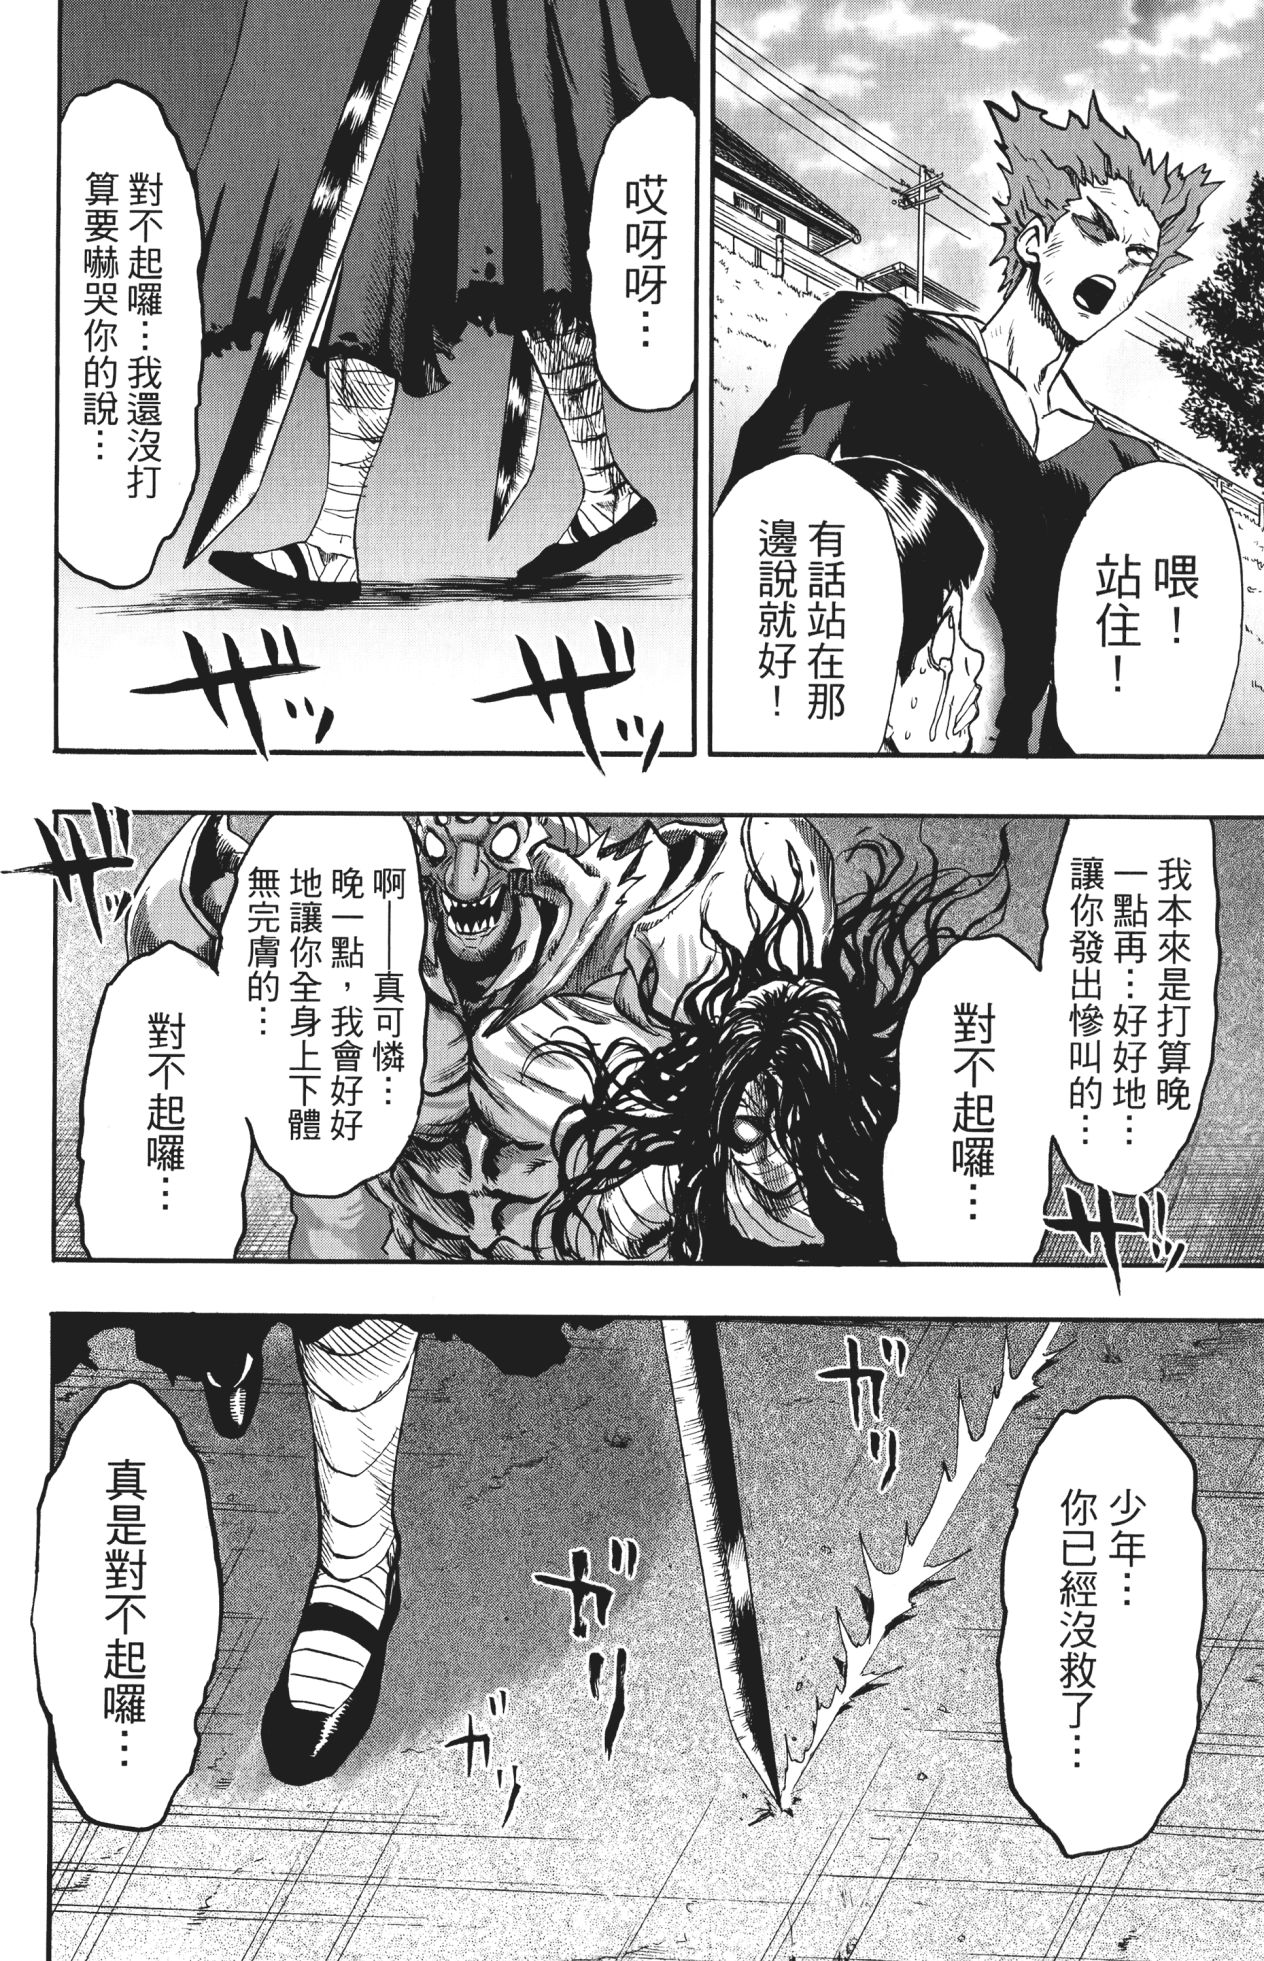 喂！
站住！
有話站在那
邊說就好！
哎呀呀…
對不起囉…我還沒打
算要嚇哭你的說…
ザッ
ザッ
我本來是打算晚
一點再…好好地…
讓你發出慘叫的…
對不起囉…
啊——真可憐…
晚一點，我會好好
地讓你全身上下體
無完膚的…
對不起囉…
ザッ
ザッ
少年…
你已經沒救了…
真是對不起囉…
ガリ
ガリ
ガリ